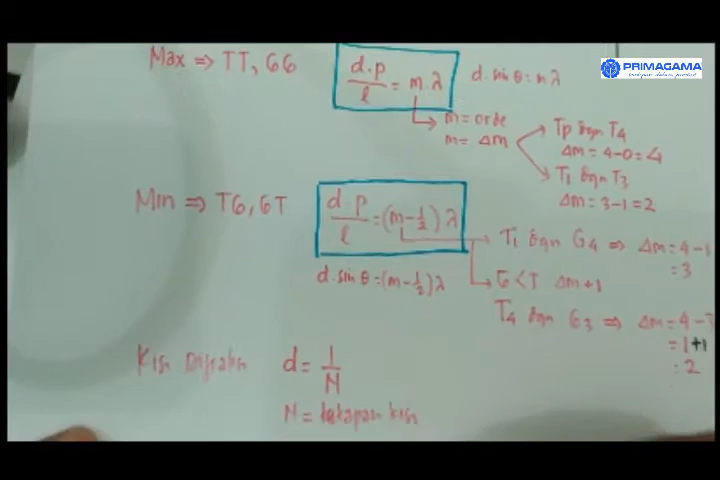 PRIMAGAMA
Max ⇒ TT, GG
d.p/l = m.λ
d.sin θ = nλ
m = orde
m = Δm
Tp dgn T4
Δm = 4-0 = 4
T1 dgn T3
Δm = 3-1 = 2
Min ⇒ TG, GT
d.p/l = (m-1/2) λ
T1 dgn G4 ⇒ Δm = 4-1
= 3
d.sin θ = (m-1/2) λ
G < T Δm+1
T4 dgn G3 ⇒ Δm = 4-3
= 1+1
= 2
Kisi d = 1/N
N = tetapan kisi